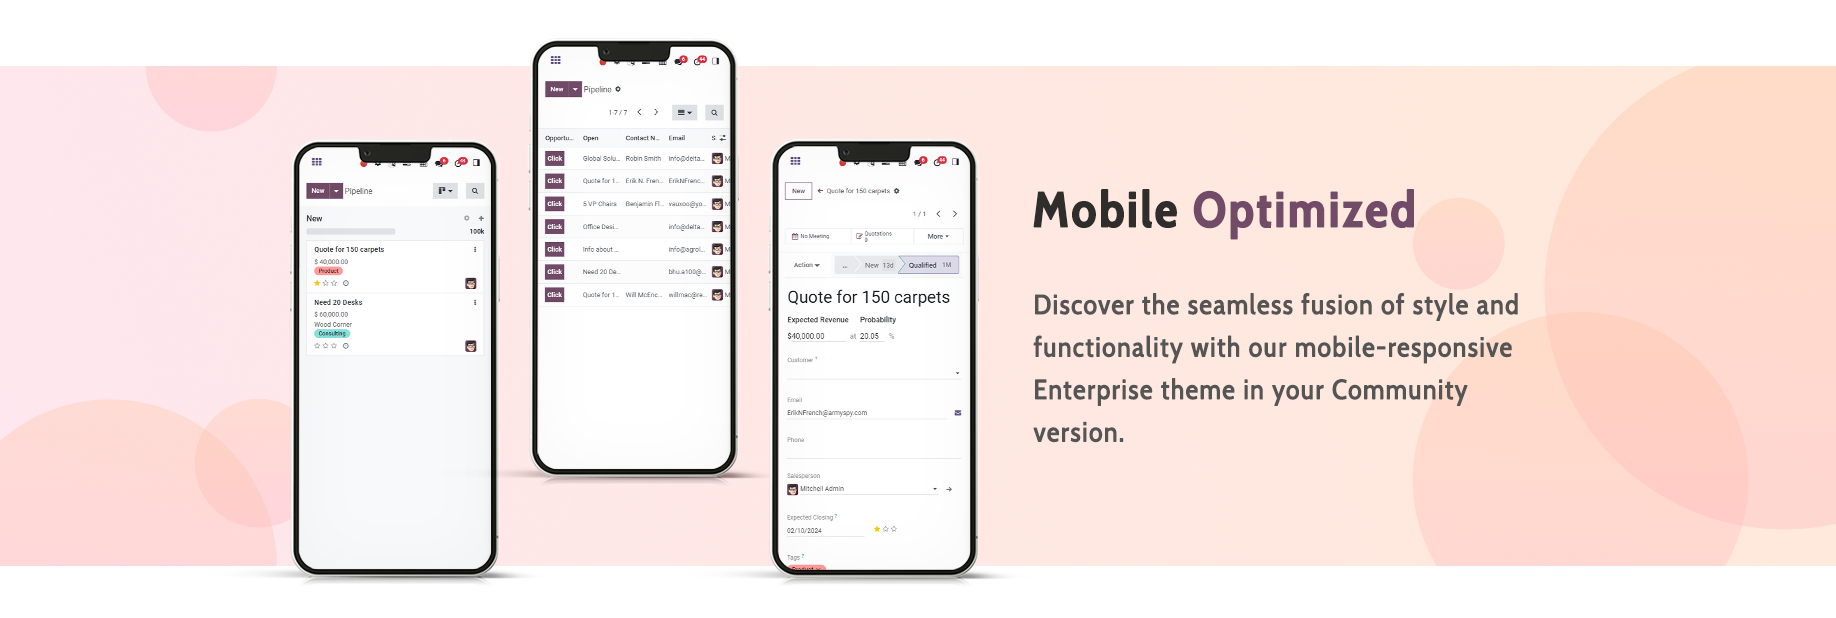 New
Pipeline
New
100k
Quote for 150 carpets
$ 40,000.00
Product
Need 20 Desks
$ 60,000.00
Wood Corner
Consulting
New
Pipeline
1-7 / 7
Opportu... Open Contact N... Email S
Click Global Solu... Robin Smith info@delta... M
Click Quote for 1... Erik N. Fren... ErikNFrenc... M
Click 5 VP Chairs Benjamin Fl... vauxoo@yo... M
Click Office Desi... info@delta... M
Click Info about ... info@agrol... M
Click Need 20 De... bhu.a100@... M
Click Quote for 1... Will McEnc... willmac@re... M
New
Quote for 150 carpets
1 / 1
No Meeting
Quotations
0
More
Action
... New 13d Qualified 1M
Quote for 150 carpets
Expected Revenue Probability
$40,000.00 at 20.05 %
Customer ?
Email
ErikNFrench@armyspy.com
Phone
Salesperson
Mitchell Admin
Expected Closing ?
02/10/2024
Tags ?
Product
Mobile Optimized
Discover the seamless fusion of style and
functionality with our mobile-responsive
Enterprise theme in your Community
version.